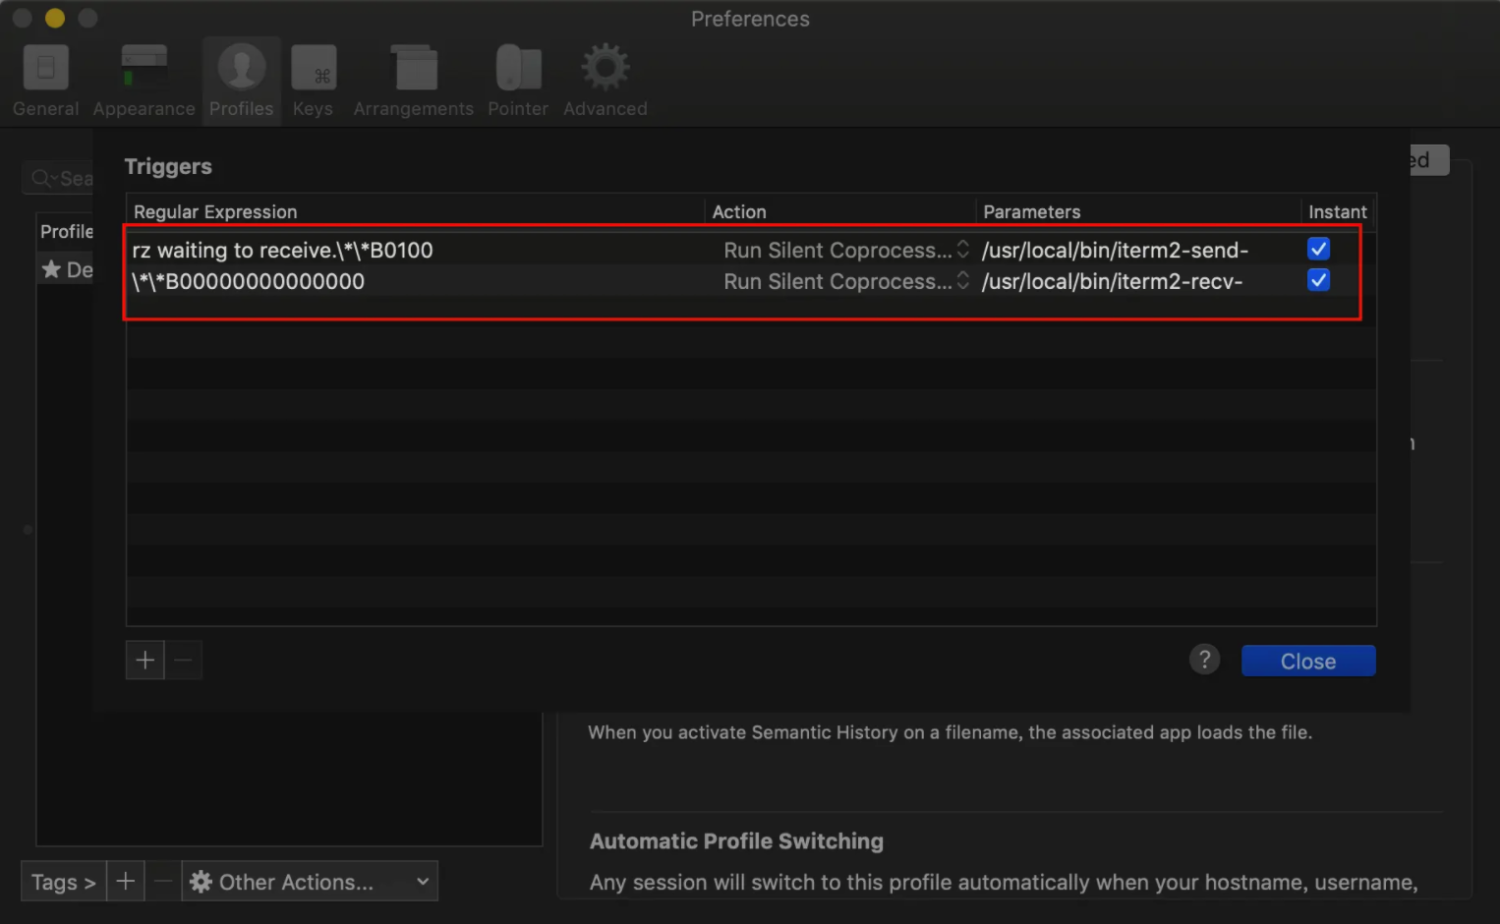 Preferences
General Appearance Profiles Keys Arrangements Pointer Advanced
Triggers
Regular Expression Action Parameters Instant
rz waiting to receive.\*\*B0100 Run Silent Coprocess... /usr/local/bin/iterm2-send-
\*\*B00000000000000 Run Silent Coprocess... /usr/local/bin/iterm2-recv-
Sea
Profile
De
ed
+ −
? Close
When you activate Semantic History on a filename, the associated app loads the file.
Automatic Profile Switching
Any session will switch to this profile automatically when your hostname, username,
Tags > + − Other Actions...